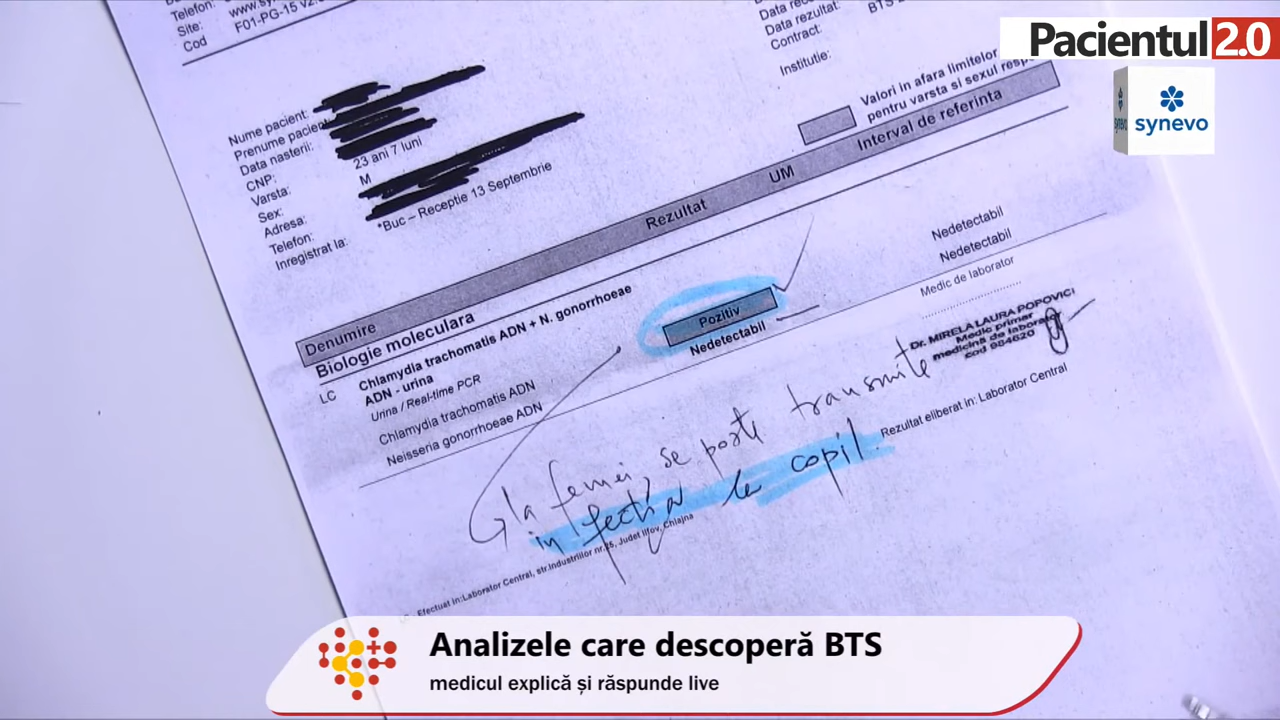 Telefon:
Site:
Cod
F01-PG-15 v2.
Data rezultat:
Contract:
Institutie:
BTS
Pacientul 2.0
synevo
Nume pacient:
Prenume pacient
Data nasterii:
CNP:
Varsta: 23 ani 7 luni
Sex: M
Adresa:
Telefon:
Inregistrat la: *Buc – Receptie 13 Septembrie
Valori in afara limitelor
pentru varsta si sexul
Denumire Rezultat UM Interval de referinta
Biologie moleculara
LC Chlamydia trachomatis ADN + N. gonorrhoeae
ADN - urina
Urina / Real-time PCR
Chlamydia trachomatis ADN Pozitiv Nedetectabil
Neisseria gonorrhoeae ADN Nedetectabil Nedetectabil
Medic de laborator
Dr. MIRELA LAURA POPOVICI
Medic primar
medicină de laborator
cod 984620
la femei, se poate transmite
infecția la copil.
Rezultat eliberat in: Laborator Central
Efectuat in:Laborator Central, str.Industriilor nr.25, Judet Ilfov, Chiajna
Analizele care descoperă BTS
medicul explică și răspunde live